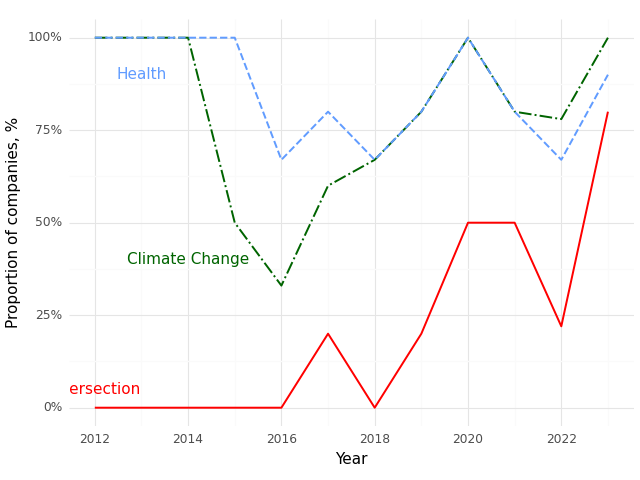 100%
Health
75%
Proportion of companies, %
50%
Climate Change
25%
ersection
0%
2012 2014 2016 2018 2020 2022
Year